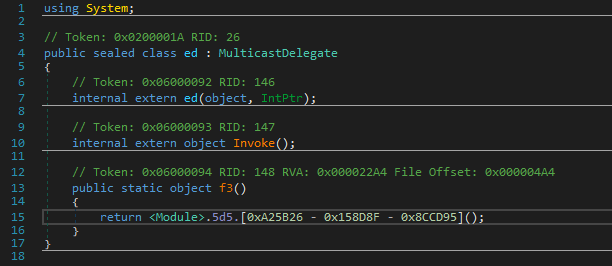 1 using System;
2
3 // Token: 0x0200001A RID: 26
4 public sealed class ed : MulticastDelegate
5 {
6 // Token: 0x06000092 RID: 146
7 internal extern ed(object, IntPtr);
8
9 // Token: 0x06000093 RID: 147
10 internal extern object Invoke();
11
12 // Token: 0x06000094 RID: 148 RVA: 0x000022A4 File Offset: 0x000004A4
13 public static object f3()
14 {
15 return <Module>.5d5.[0xA25B26 - 0x158D8F - 0x8CCD95]();
16 }
17 }
18